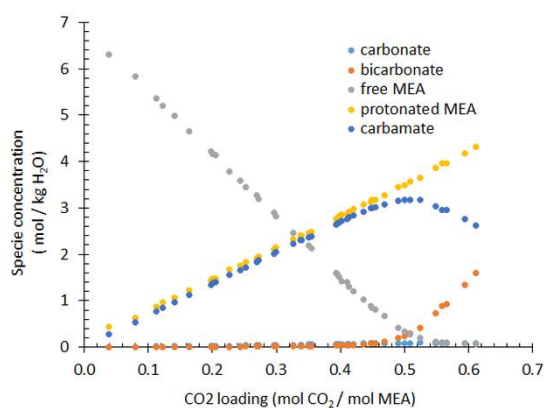 7
6
5
4
3
2
1
0
Specie concentration
( mol / kg H₂O)
carbonate
bicarbonate
free MEA
protonated MEA
carbamate
0.0 0.1 0.2 0.3 0.4 0.5 0.6 0.7
CO2 loading (mol CO₂ / mol MEA)